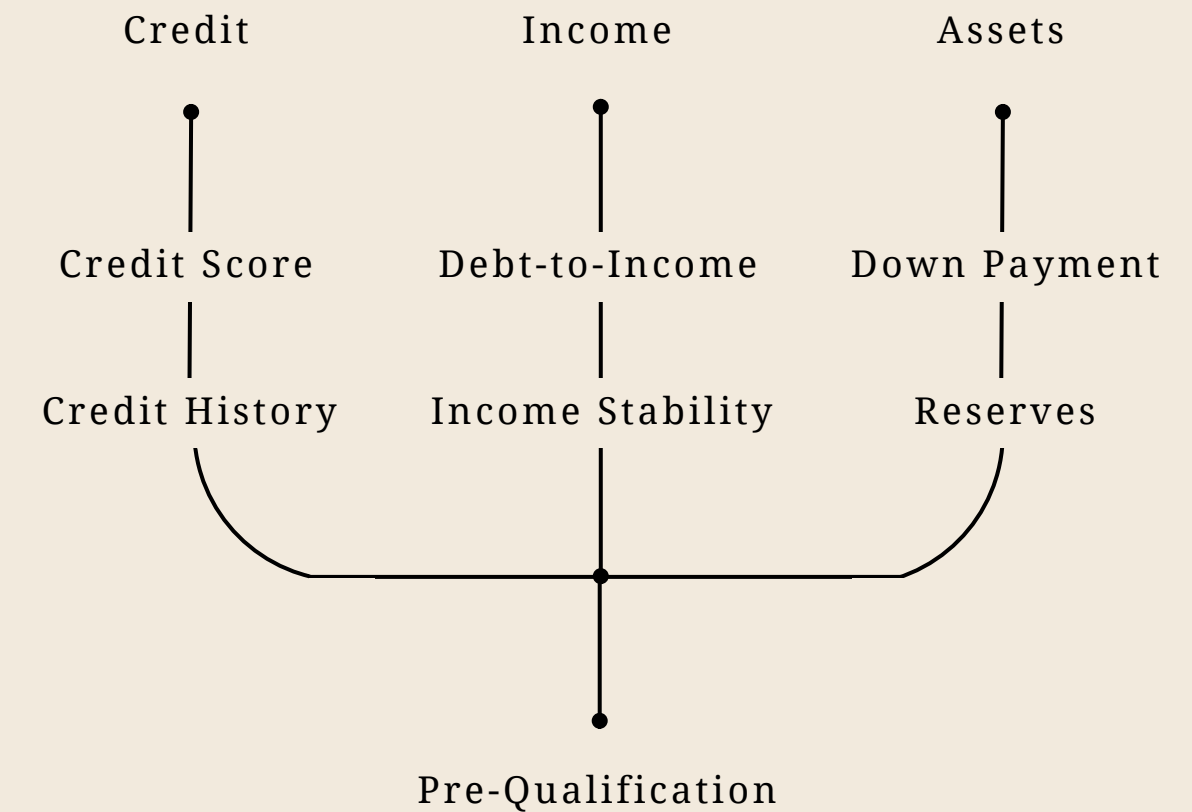 Credit
Income
Assets
Credit Score
Debt-to-Income
Down Payment
Credit History
Income Stability
Reserves
Pre-Qualification